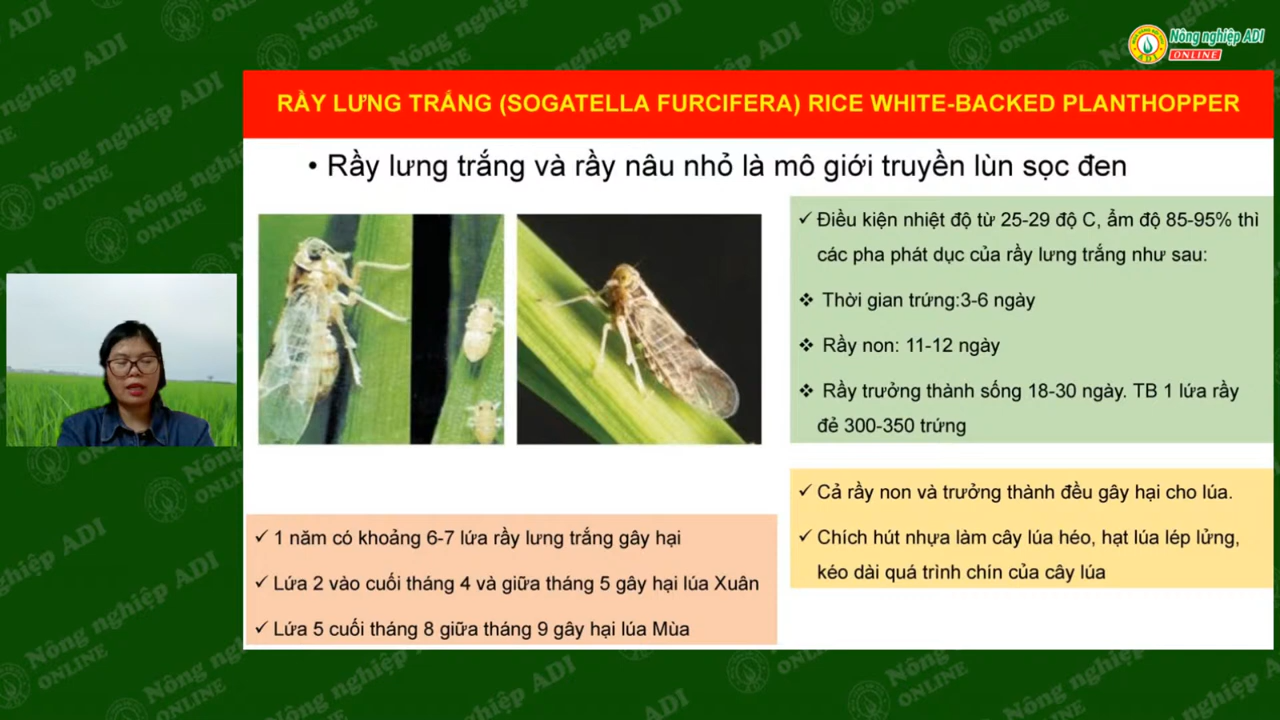 Nông nghiệp ADI
ONLINE
RẦY LƯNG TRẮNG (SOGATELLA FURCIFERA) RICE WHITE-BACKED PLANTHOPPER
• Rầy lưng trắng và rầy nâu nhỏ là mô giới truyền lùn sọc đen
✓ Điều kiện nhiệt độ từ 25-29 độ C, ẩm độ 85-95% thì
các pha phát dục của rầy lưng trắng như sau:
❖ Thời gian trứng:3-6 ngày
❖ Rầy non: 11-12 ngày
❖ Rầy trưởng thành sống 18-30 ngày. TB 1 lứa rầy
đẻ 300-350 trứng
✓ Cả rầy non và trưởng thành đều gây hại cho lúa.
✓ Chích hút nhựa làm cây lúa héo, hạt lúa lép lửng,
kéo dài quá trình chín của cây lúa
✓ 1 năm có khoảng 6-7 lứa rầy lưng trắng gây hại
✓ Lứa 2 vào cuối tháng 4 và giữa tháng 5 gây hại lúa Xuân
✓ Lứa 5 cuối tháng 8 giữa tháng 9 gây hại lúa Mùa